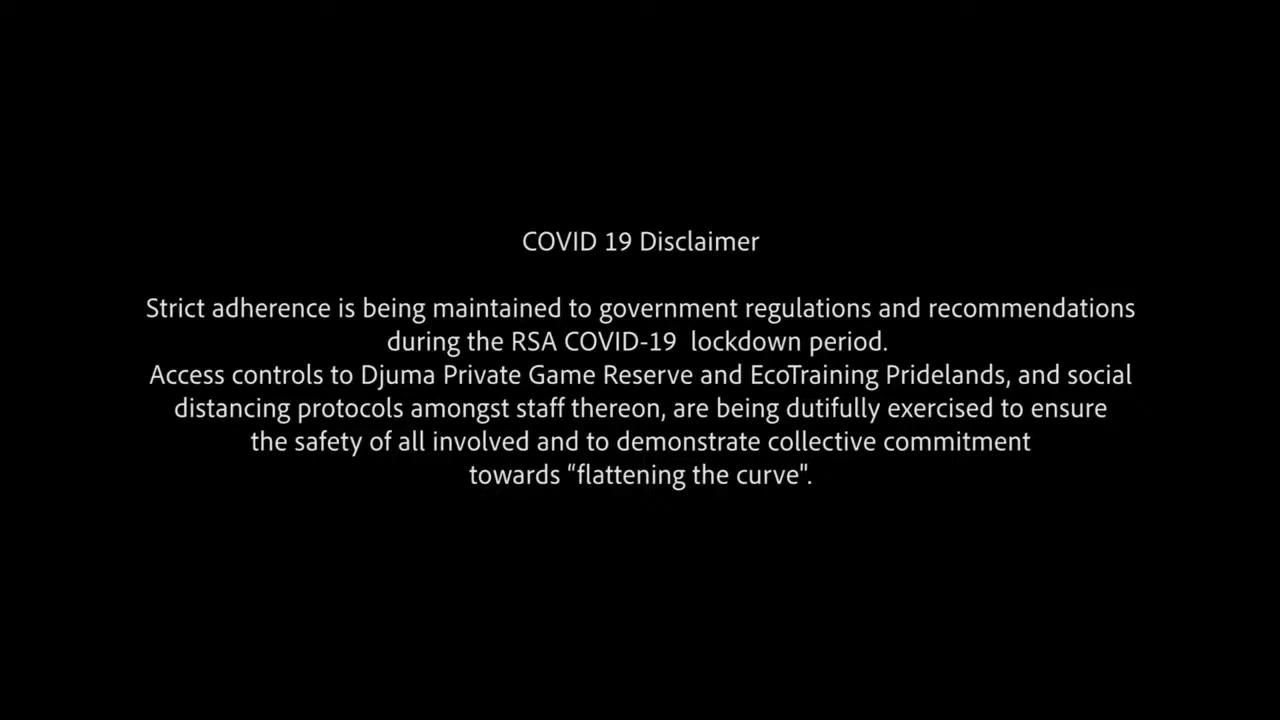 COVID 19 Disclaimer
Strict adherence is being maintained to government regulations and recommendations
during the RSA COVID-19  lockdown period.
Access controls to Djuma Private Game Reserve and EcoTraining Pridelands, and social
distancing protocols amongst staff thereon, are being dutifully exercised to ensure
the safety of all involved and to demonstrate collective commitment
towards “flattening the curve".